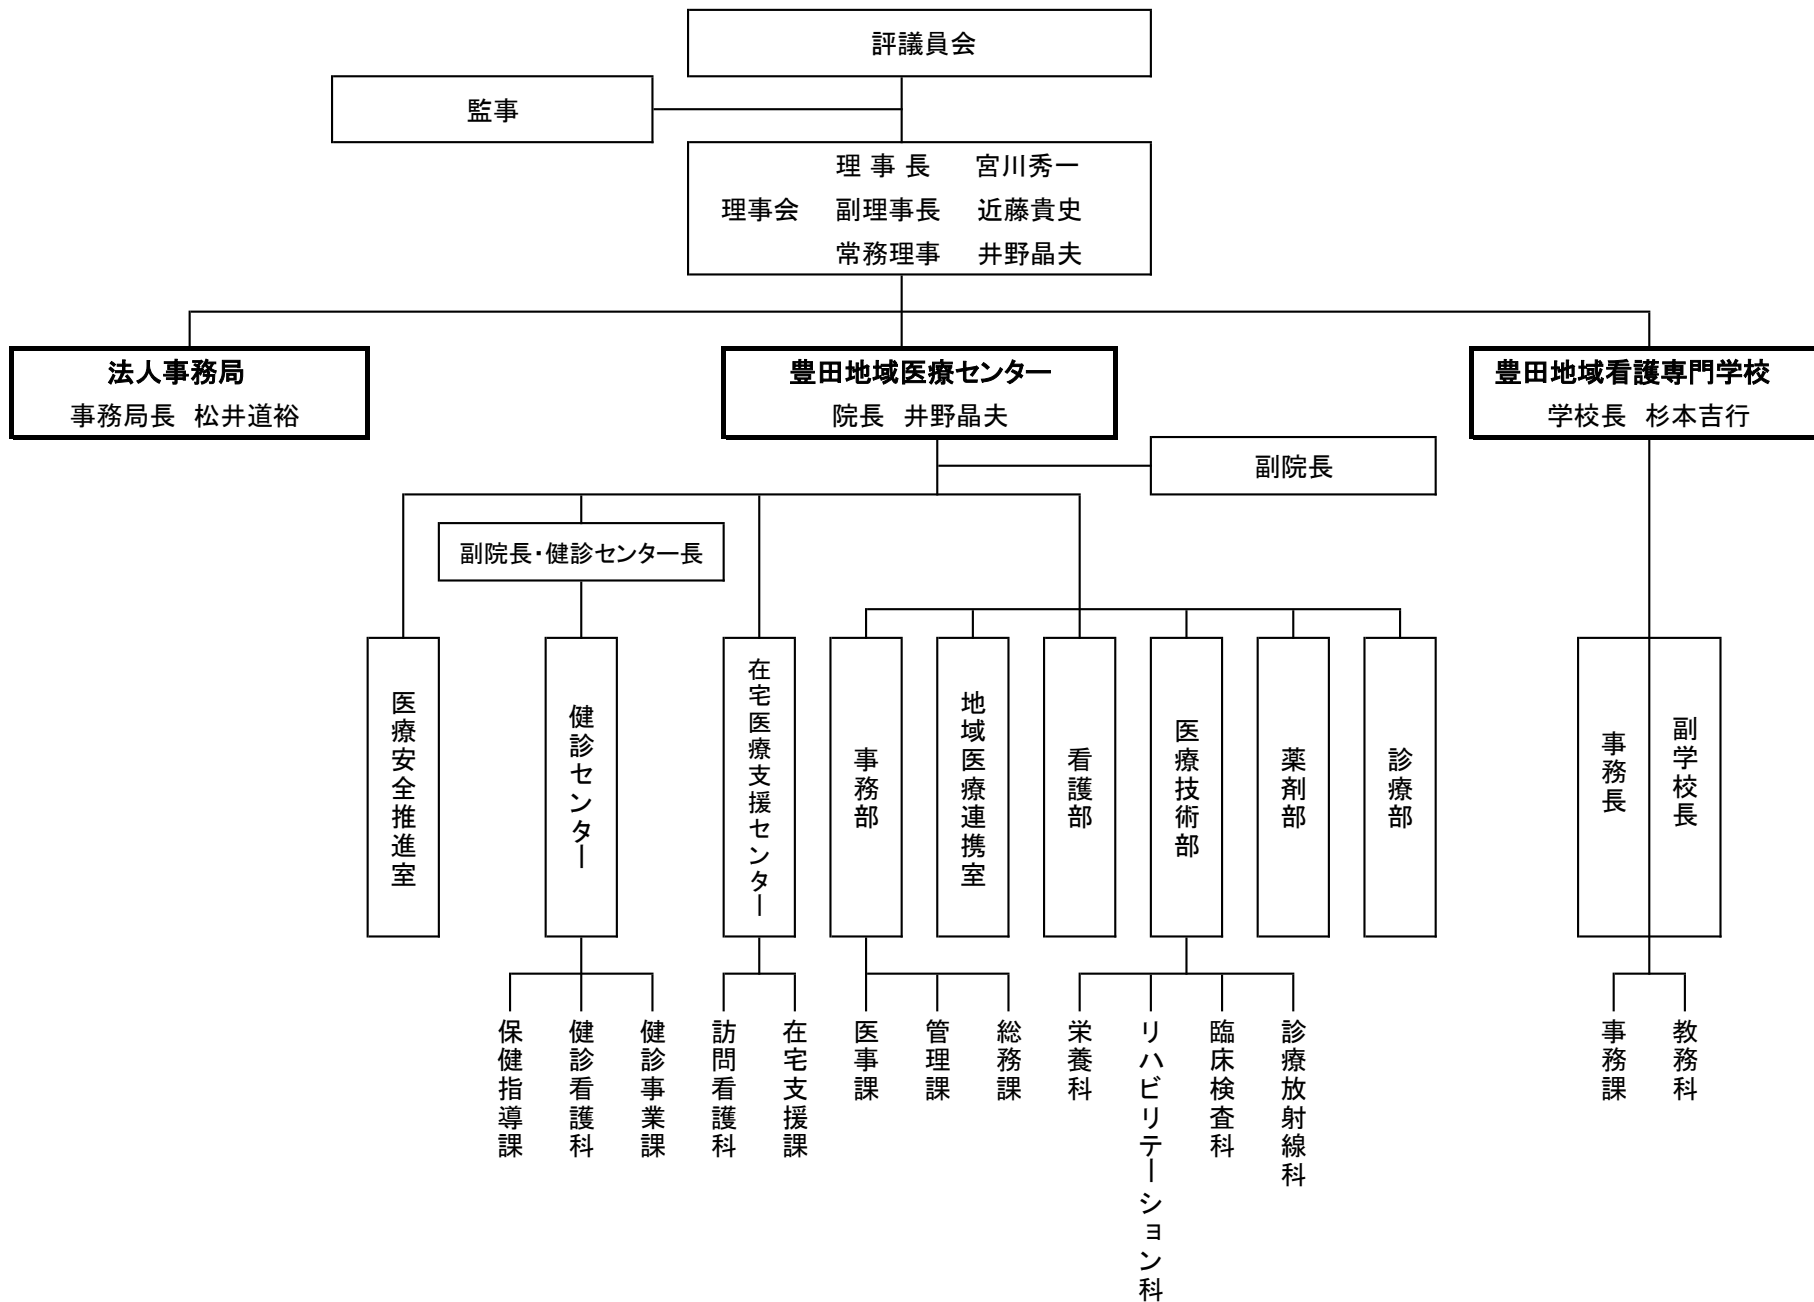 評議員会
監事
理事長 宮川秀一
理事会 副理事長 近藤貴史
常務理事 井野晶夫
法人事務局
事務局長 松井道裕
豊田地域医療センター
院長 井野晶夫
豊田地域看護専門学校
学校長 杉本吉行
副院長
副院長・健診センター長
医療安全推進室
健診センター
在宅医療支援センター
事務部
地域医療連携室
看護部
医療技術部
薬剤部
診療部
事務長
副学校長
保健指導課
健診看護科
健診事業課
訪問看護科
在宅支援課
医事課
管理課
総務課
栄養科
リハビリテーション科
臨床検査科
診療放射線科
事務課
教務科